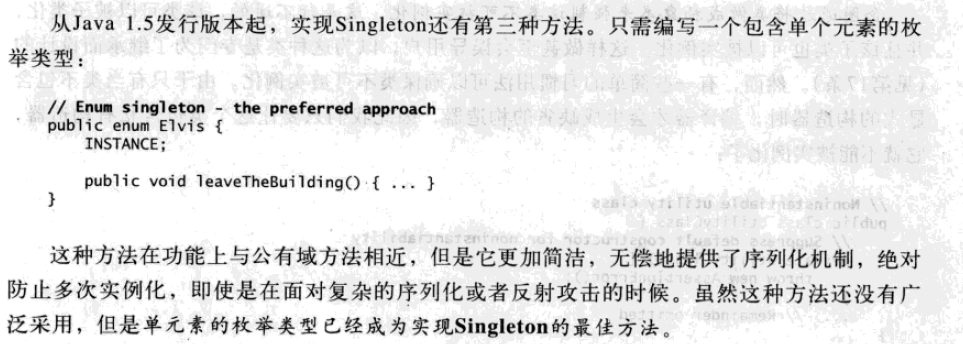 从Java 1.5发行版本起，实现Singleton还有第三种方法。只需编写一个包含单个元素的枚
举类型：
// Enum singleton - the preferred approach
public enum Elvis {
INSTANCE;
public void leaveTheBuilding() { ... }
}
这种方法在功能上与公有域方法相近，但是它更加简洁，无偿地提供了序列化机制，绝对
防止多次实例化，即使是在面对复杂的序列化或者反射攻击的时候。虽然这种方法还没有广
泛采用，但是单元素的枚举类型已经成为实现Singleton的最佳方法。